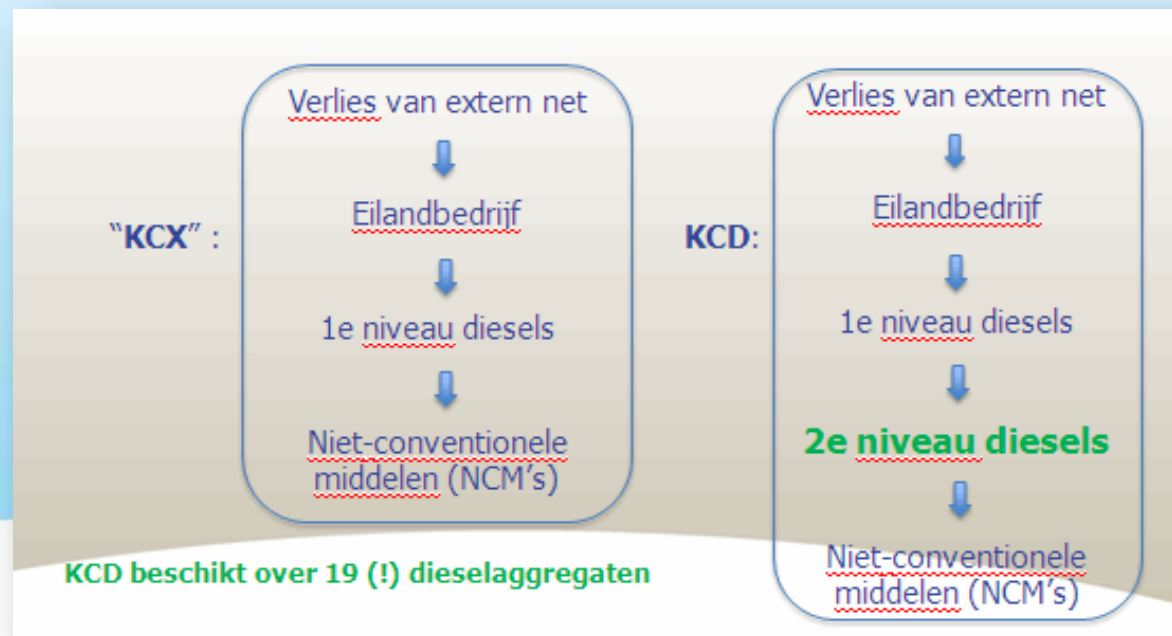 "KCX" :
Verlies van extern net
Eilandbedrijf
1e niveau diesels
Niet-conventionele
middelen (NCM's)
KCD:
Verlies van extern net
Eilandbedrijf
1e niveau diesels
2e niveau diesels
Niet-conventionele
middelen (NCM's)
KCD beschikt over 19 (!) dieselaggregaten